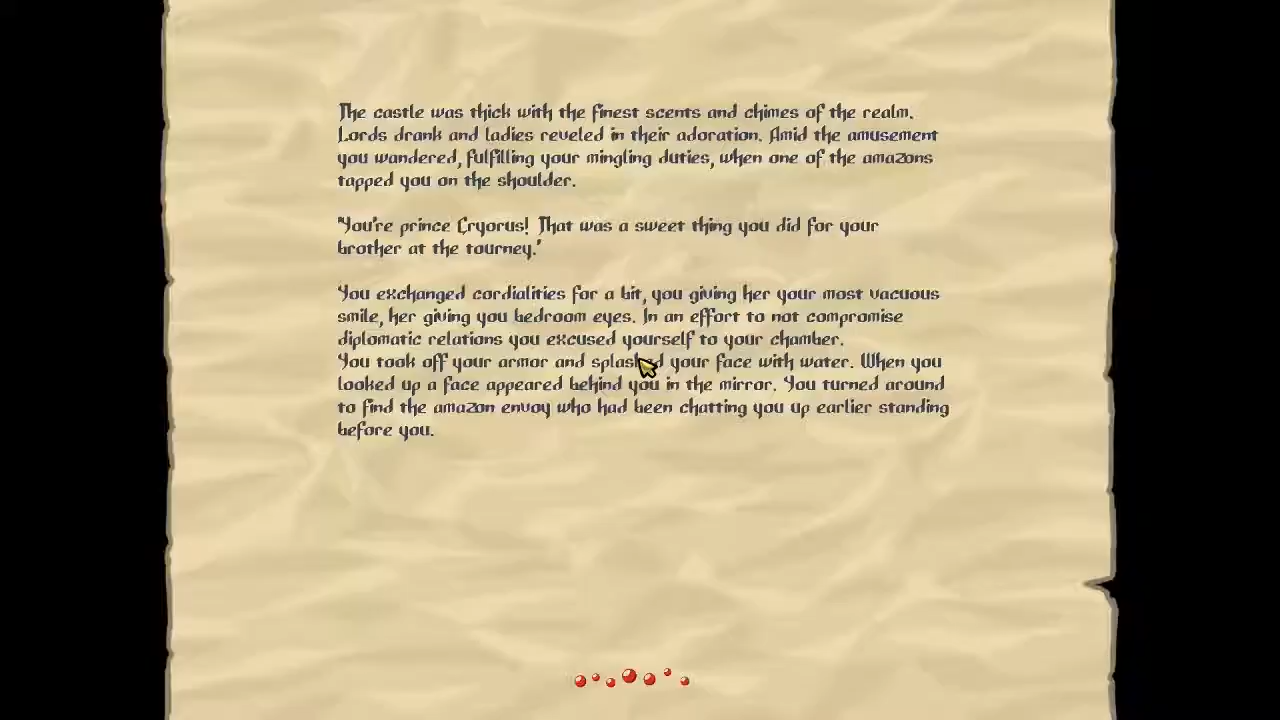 The castle was thick with the finest scents and chimes of the realm.
Lords drank and ladies reveled in their adoration. Amid the amusement
you wandered, fulfilling your mingling duties, when one of the amazons
tapped you on the shoulder.
"You're prince Cryorus! That was a sweet thing you did for your
brother at the tourney."
You exchanged cordialities for a bit, you giving her your most vacuous
smile, her giving you bedroom eyes. In an effort to not compromise
diplomatic relations you excused yourself to your chamber.
You took off your armor and splashed your face with water. When you
looked up a face appeared behind you in the mirror. You turned around
to find the amazon envoy who had been chatting you up earlier standing
before you.